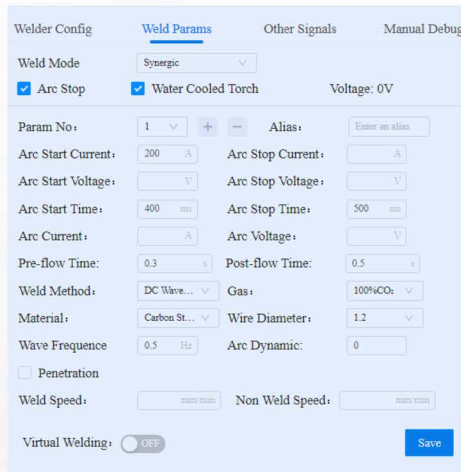 Welder Config Weld Params Other Signals Manual Debug
Weld Mode Synergic
Arc Stop Water Cooled Torch Voltage: 0V
Param No: 1 + − Alias: Enter an alias
Arc Start Current: 200 A Arc Stop Current: A
Arc Start Voltage: V Arc Stop Voltage: V
Arc Start Time: 400 ms Arc Stop Time: 500 ms
Arc Current: A Arc Voltage: V
Pre-flow Time: 0.3 s Post-flow Time: 0.5 s
Weld Method: DC Wave... Gas: 100%CO₂
Material: Carbon St... Wire Diameter: 1.2
Wave Frequence 0.5 Hz Arc Dynamic: 0
Penetration
Weld Speed: mm/min Non Weld Speed: mm/min
Virtual Welding: OFF Save